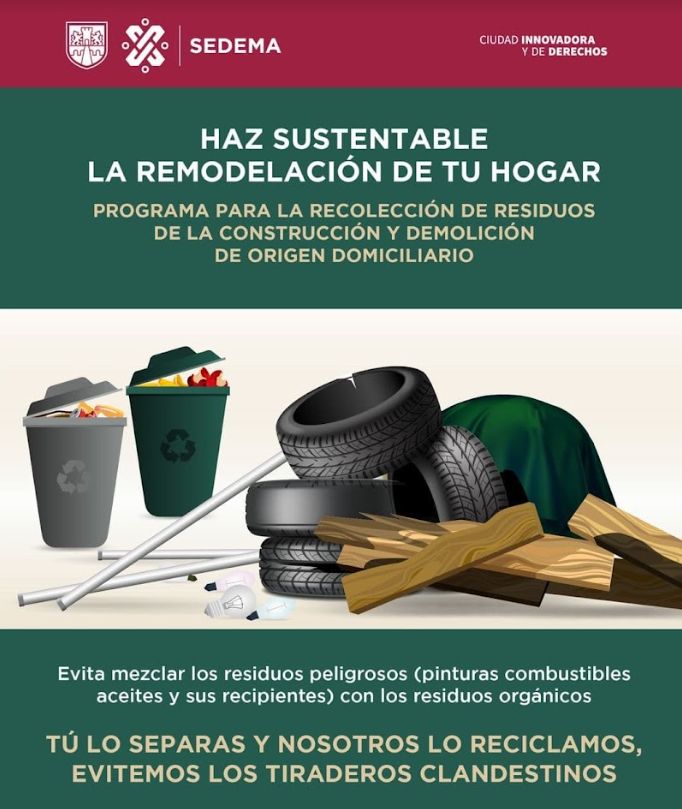 SEDEMA
CIUDAD INNOVADORA
Y DE DERECHOS
HAZ SUSTENTABLE
LA REMODELACIÓN DE TU HOGAR
PROGRAMA PARA LA RECOLECCIÓN DE RESIDUOS
DE LA CONSTRUCCIÓN Y DEMOLICIÓN
DE ORIGEN DOMICILIARIO
Evita mezclar los residuos peligrosos (pinturas combustibles
aceites y sus recipientes) con los residuos orgánicos
TÚ LO SEPARAS Y NOSOTROS LO RECICLAMOS,
EVITEMOS LOS TIRADEROS CLANDESTINOS